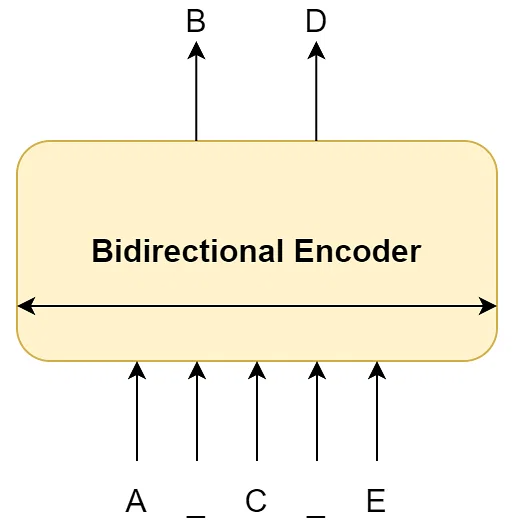 B D
Bidirectional Encoder
A _ C _ E